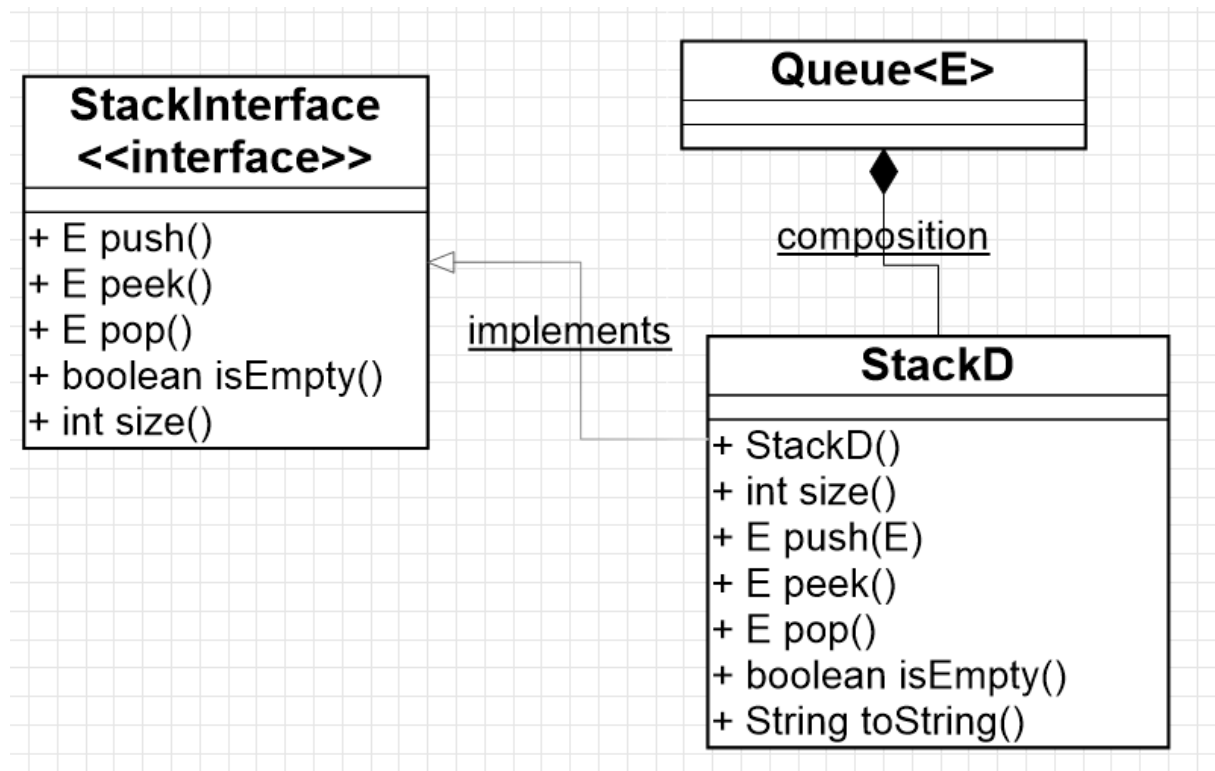 StackInterface
<<interface>>
+ E push()
+ E peek()
+ E pop()
+ boolean isEmpty()
+ int size()
implements
Queue<E>
composition
StackD
+ StackD()
+ int size()
+ E push(E)
+ E peek()
+ E pop()
+ boolean isEmpty()
+ String toString()